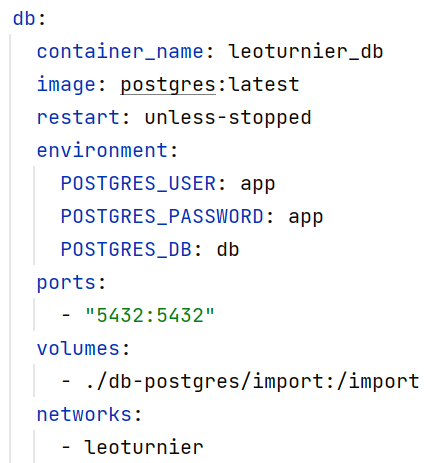 db:
  container_name: leoturnier_db
  image: postgres:latest
  restart: unless-stopped
  environment:
    POSTGRES_USER: app
    POSTGRES_PASSWORD: app
    POSTGRES_DB: db
  ports:
    - "5432:5432"
  volumes:
    - ./db-postgres/import:/import
  networks:
    - leoturnier